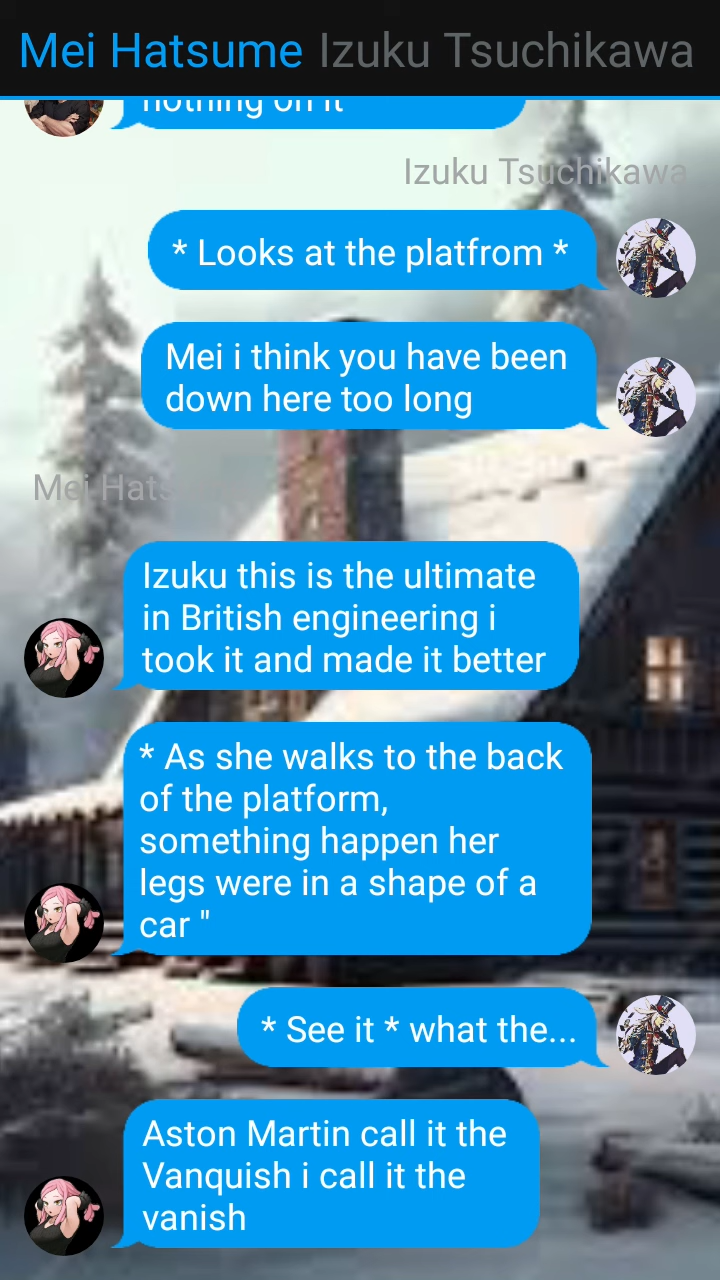 Mei Hatsume Izuku Tsuchikawa
nothing on it
Izuku Tsuchikawa
* Looks at the platfrom *
Mei i think you have been
down here too long
Mei Hats
Izuku this is the ultimate
in British engineering i
took it and made it better
* As she walks to the back
of the platform,
something happen her
legs were in a shape of a
car "
* See it * what the...
Aston Martin call it the
Vanquish i call it the
vanish